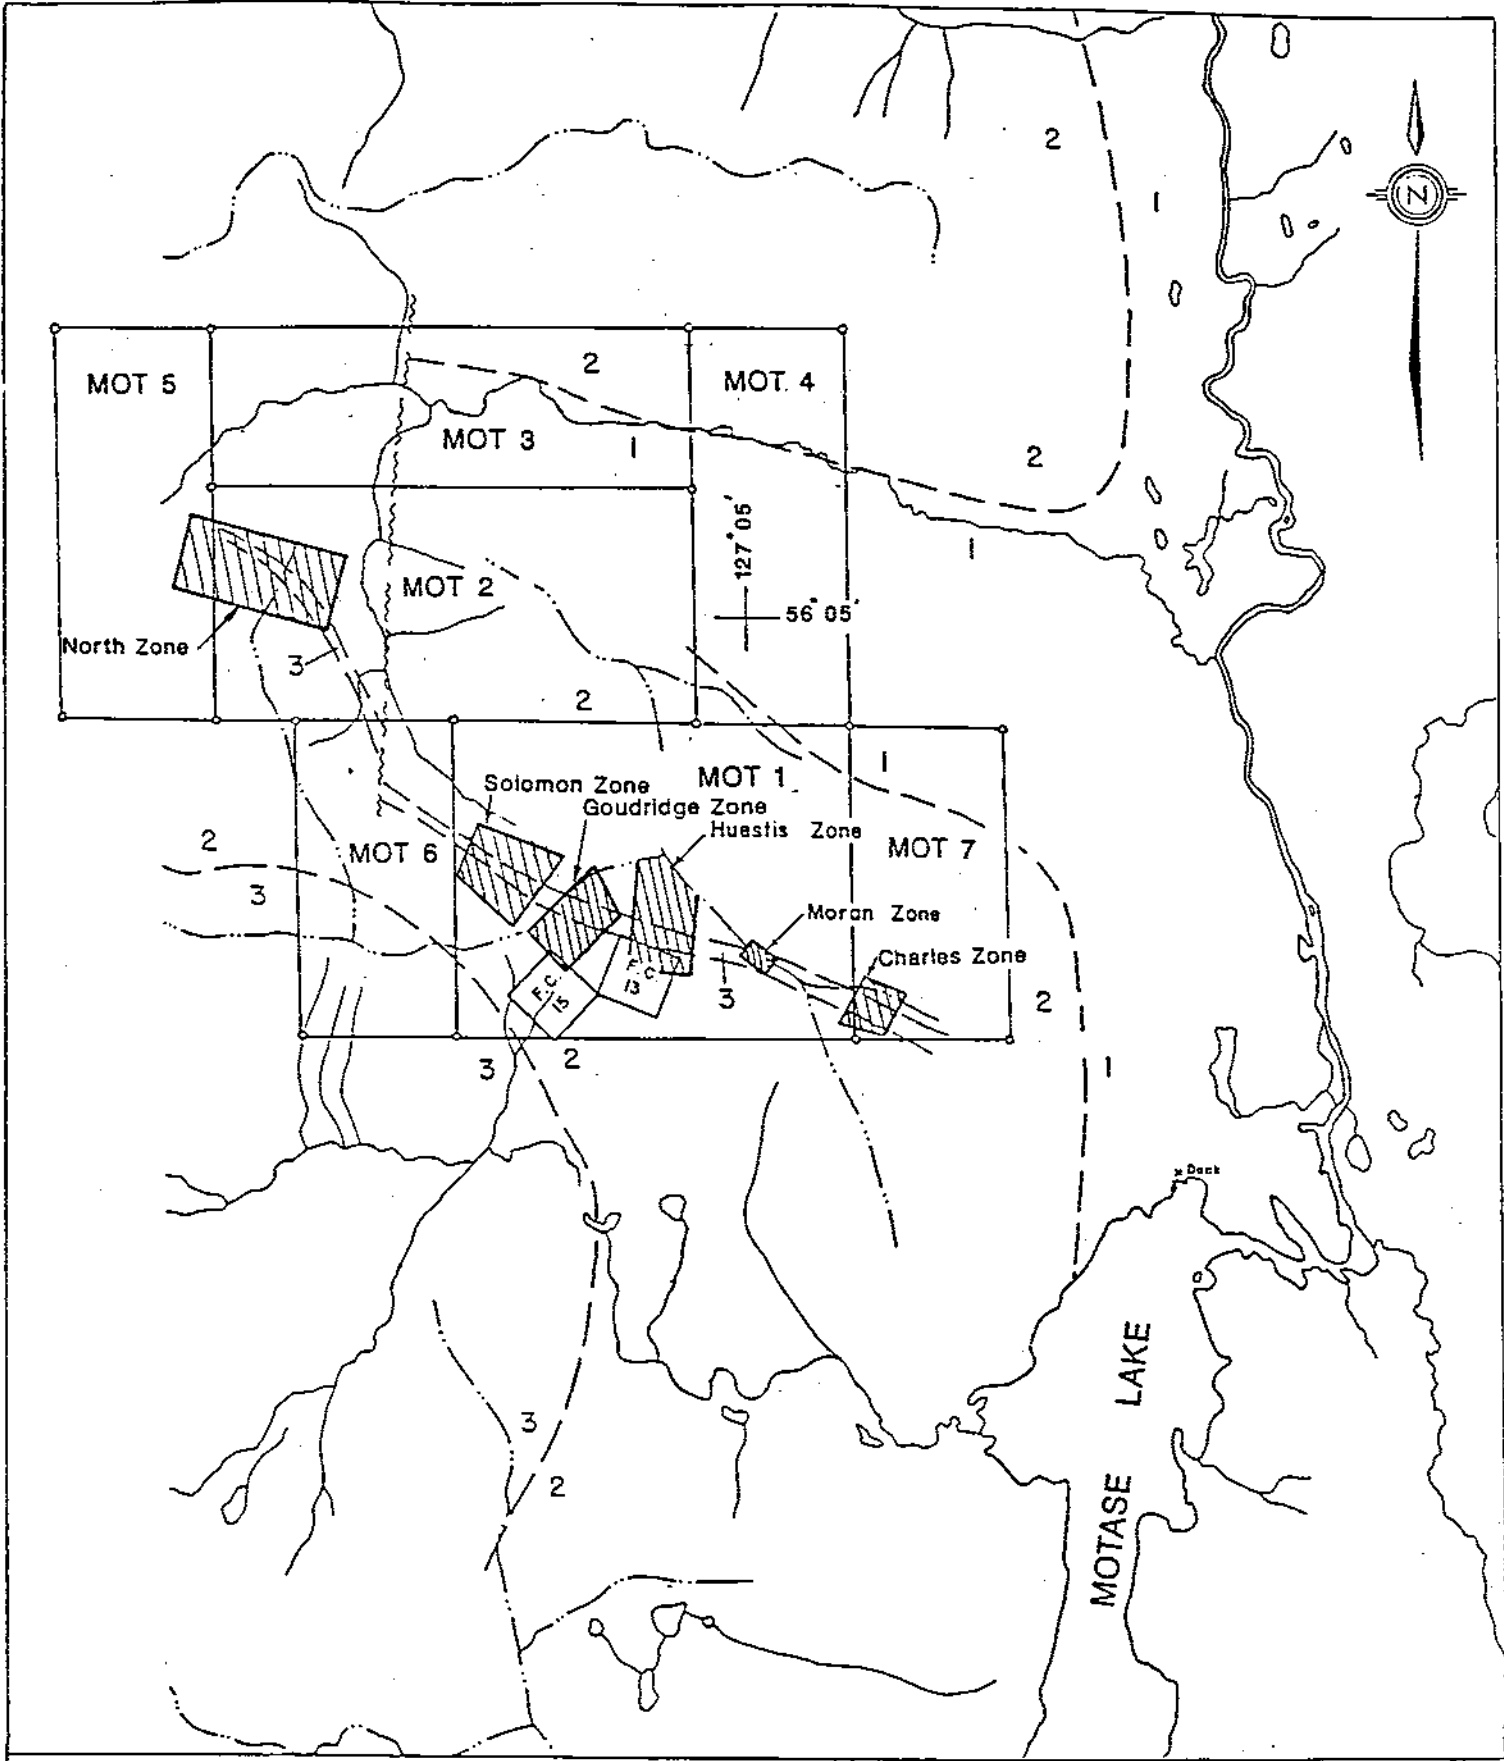 2
1
Z
MOT 5
2
MOT 4
MOT 3
1
2
127°05'
1
MOT 2
56°05'
North Zone
3
2
MOT 1
1
Solomon Zone
Goudridge Zone
Huestis Zone
2
MOT 6
MOT 7
3
Moran Zone
Charles Zone
F.C. 13
F.C. 15
3
2
3
2
1
Dock
LAKE
3
2
MOTASE